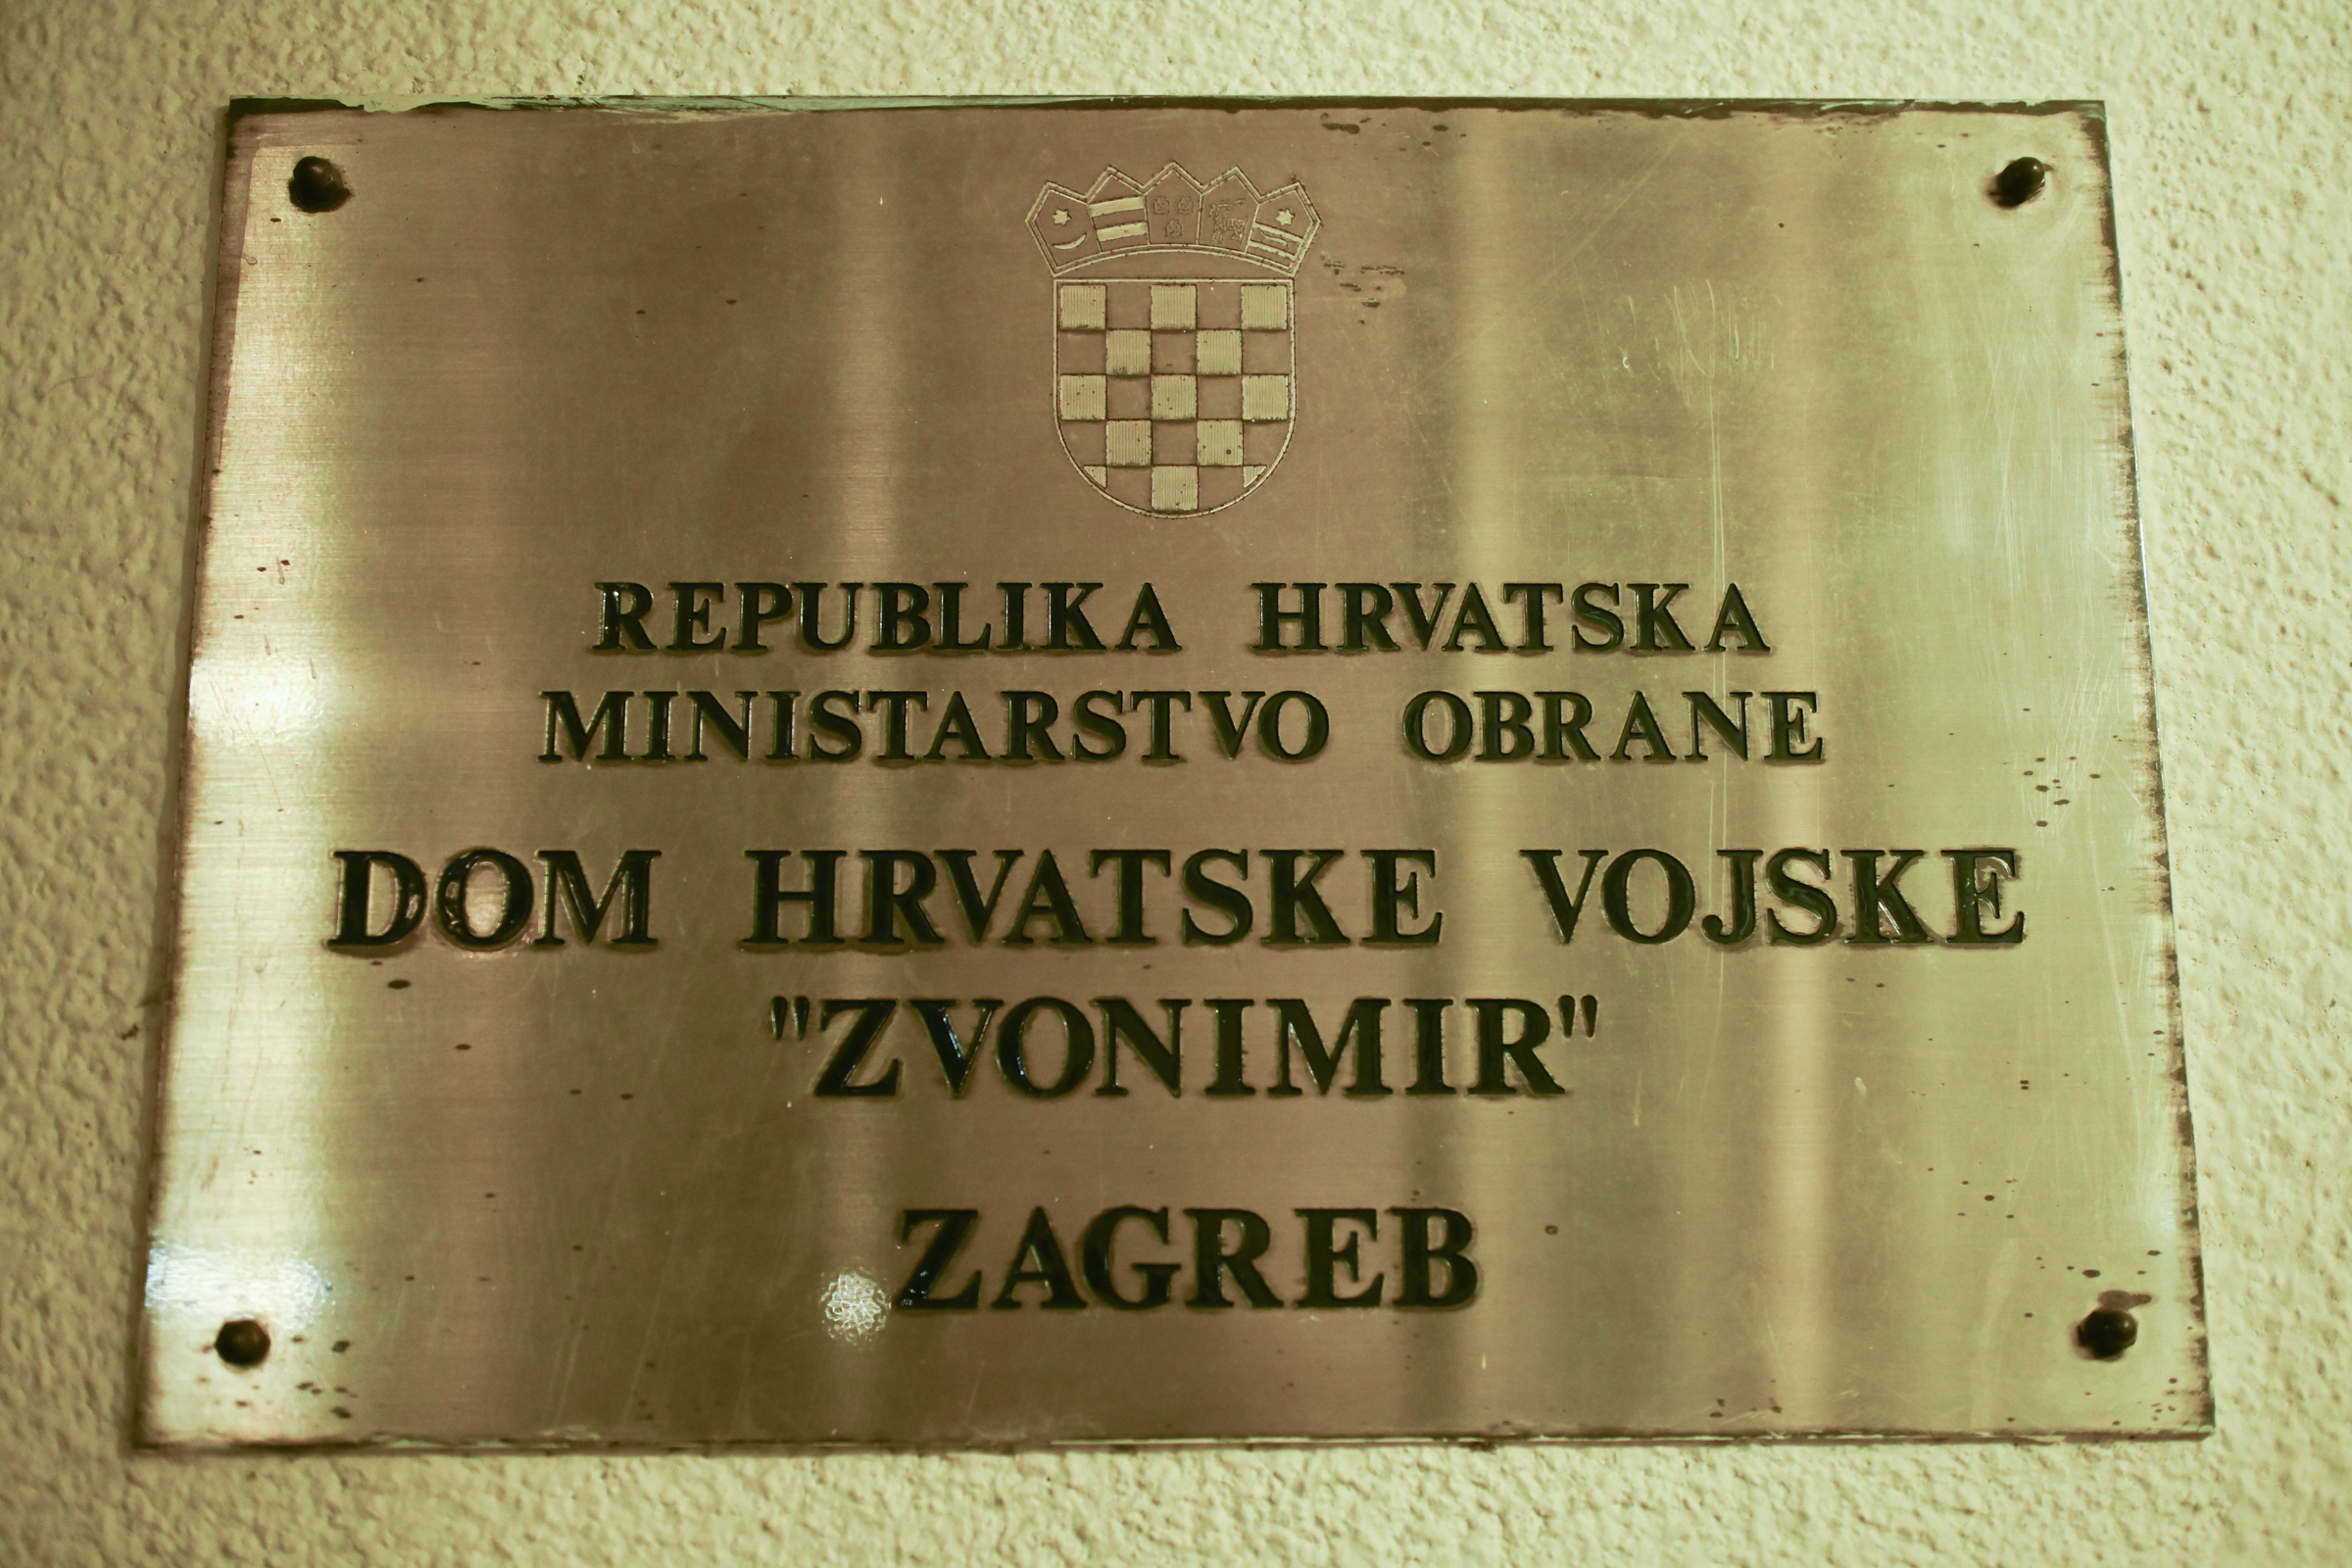 REPUBLIKA HRVATSKA
MINISTARSTVO OBRANE
DOM HRVATSKE VOJSKE
"ZVONIMIR"
ZAGREB